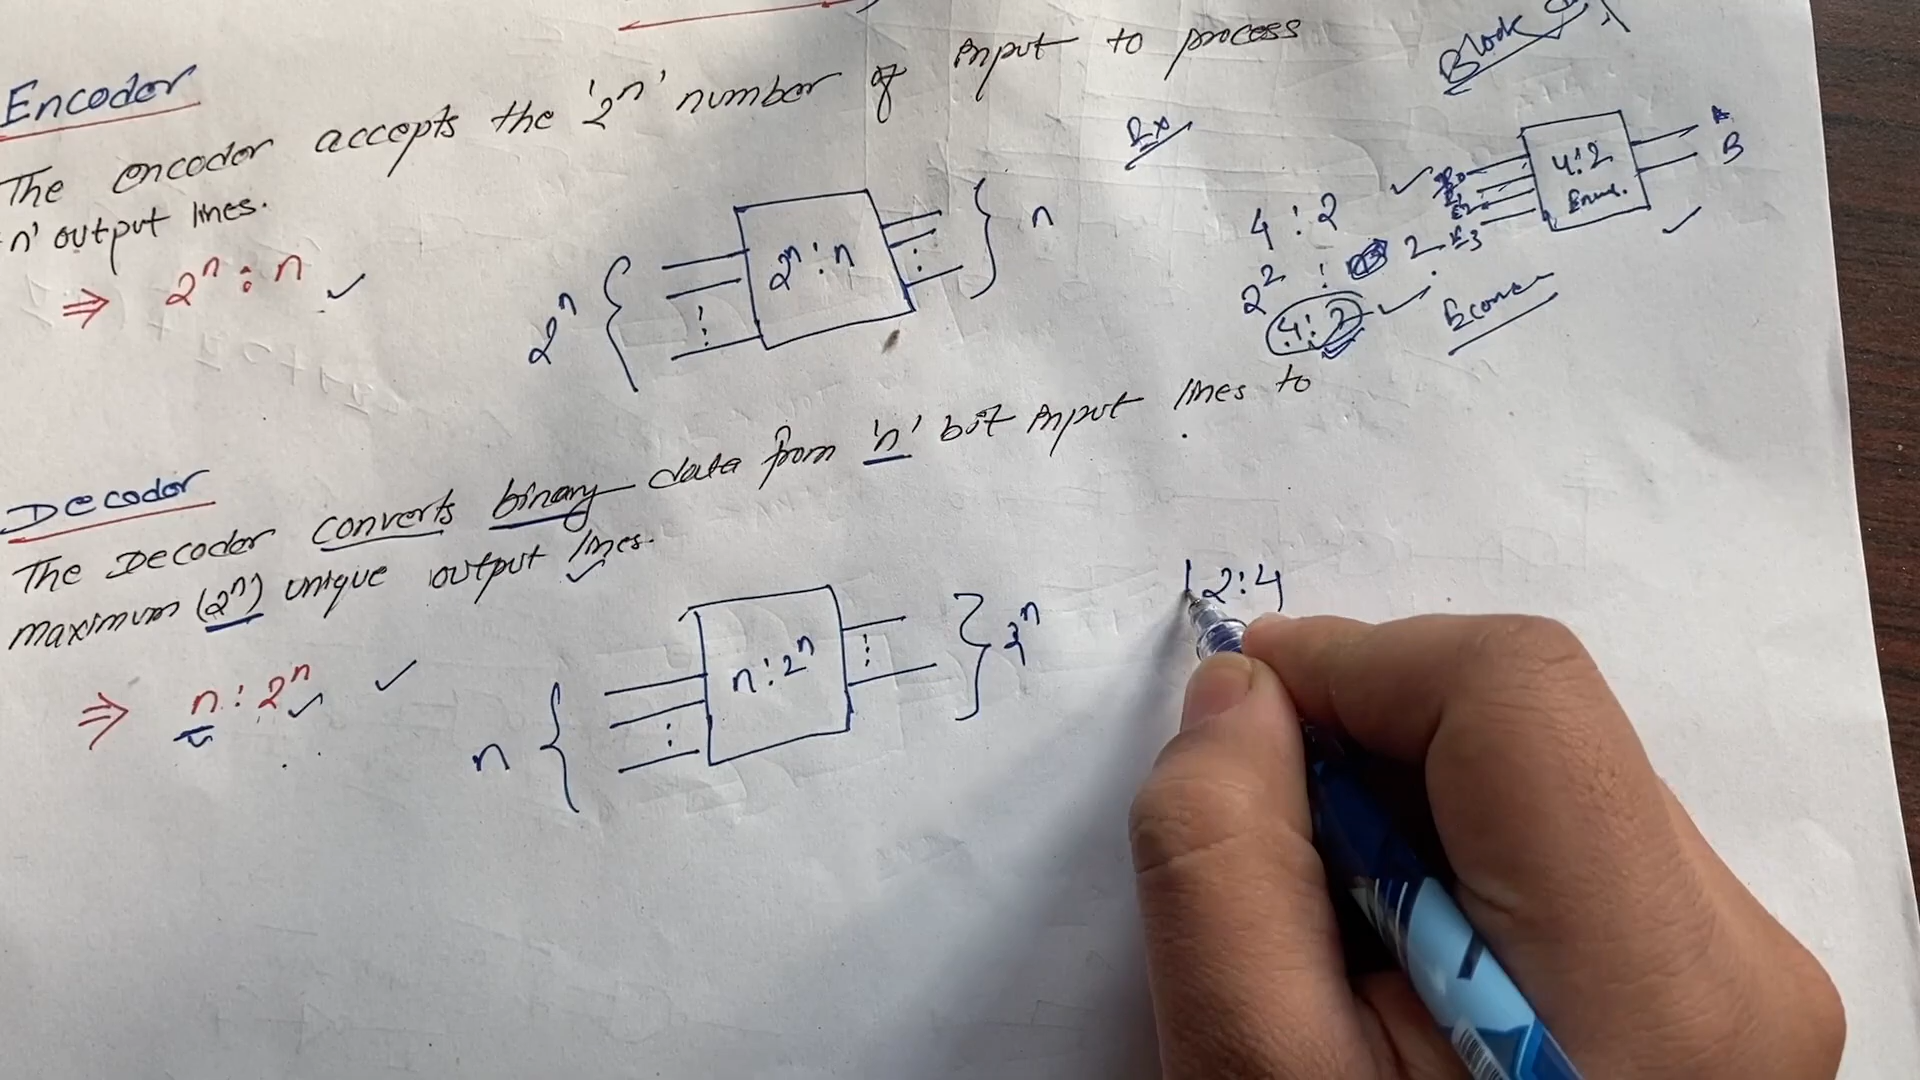 Encoder
The encoder accepts the '2ⁿ' number of input to process
'n' output lines.
⇒ 2ⁿ : n ✓
2ⁿ { 2ⁿ : n } n
Ex
4 : 2 ✓
2² : 2
4 : 2 ✓
Block
4:2
A
B
Decoder
The Decoder converts binary data from 'n' bit input lines to
maximum (2ⁿ) unique output lines.
⇒ n : 2ⁿ ✓
n { n : 2ⁿ } 2ⁿ
2:4